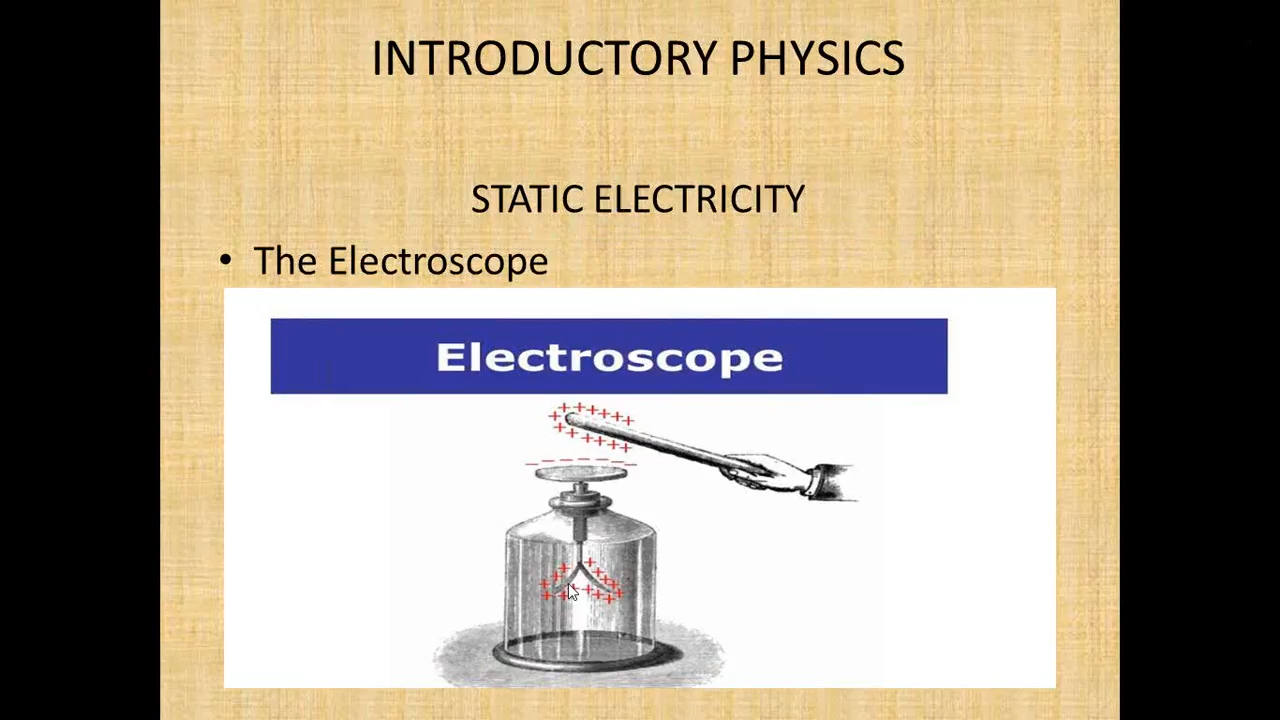 INTRODUCTORY PHYSICS
STATIC ELECTRICITY
• The Electroscope
Electroscope